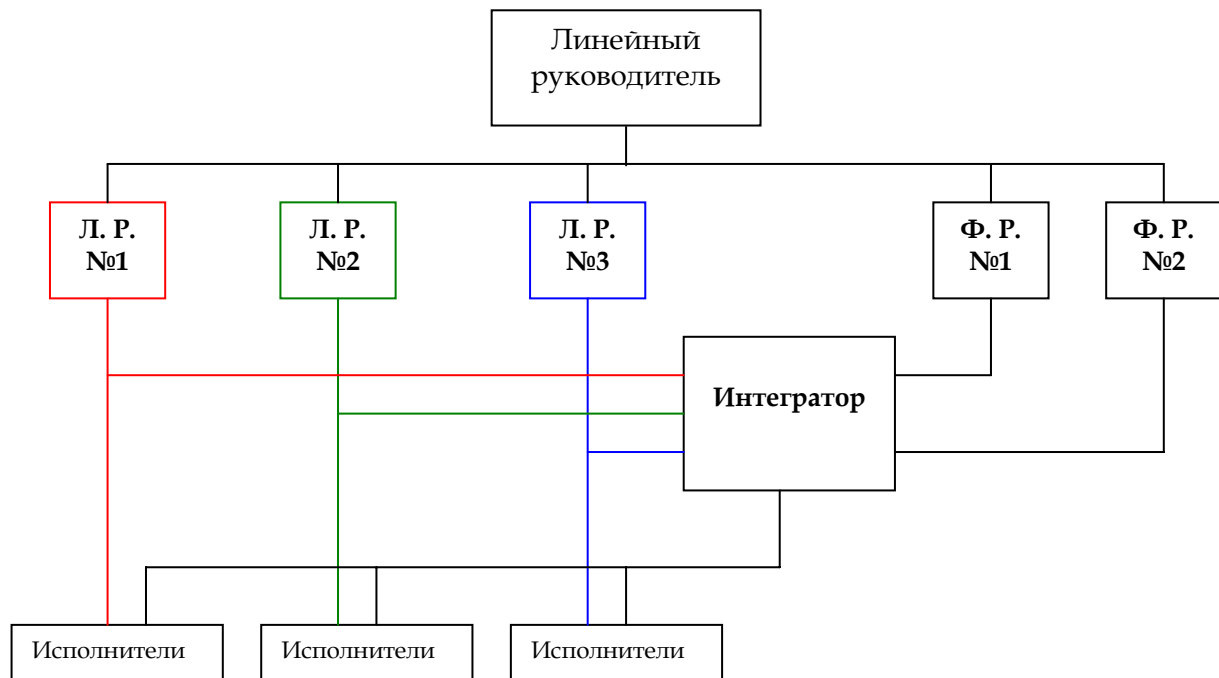 Линейный
руководитель
Л. Р.
№1
Л. Р.
№2
Л. Р.
№3
Ф. Р.
№1
Ф. Р.
№2
Интегратор
Исполнители
Исполнители
Исполнители